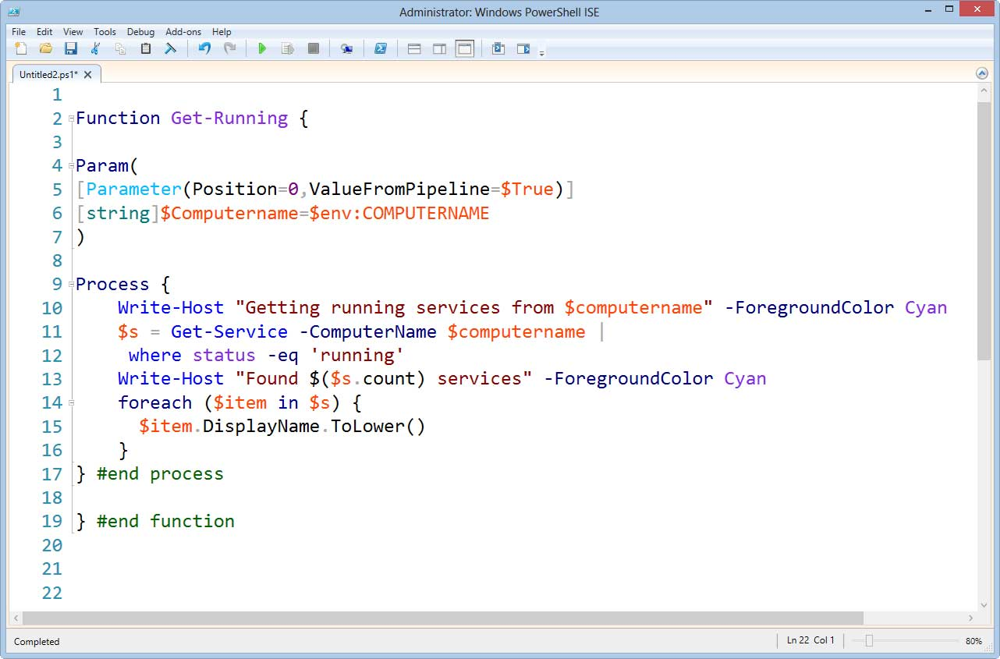 Administrator: Windows PowerShell ISE
File Edit View Tools Debug Add-ons Help
Untitled2.ps1*
1
2 Function Get-Running {
3
4 Param(
5 [Parameter(Position=0,ValueFromPipeline=$True)]
6 [string]$Computername=$env:COMPUTERNAME
7 )
8
9 Process {
10     Write-Host "Getting running services from $computername" -ForegroundColor Cyan
11     $s = Get-Service -ComputerName $computername |
12      where status -eq 'running'
13     Write-Host "Found $($s.count) services" -ForegroundColor Cyan
14     foreach ($item in $s) {
15       $item.DisplayName.ToLower()
16     }
17 } #end process
18
19 } #end function
20
21
22
Completed Ln 22 Col 1 80%